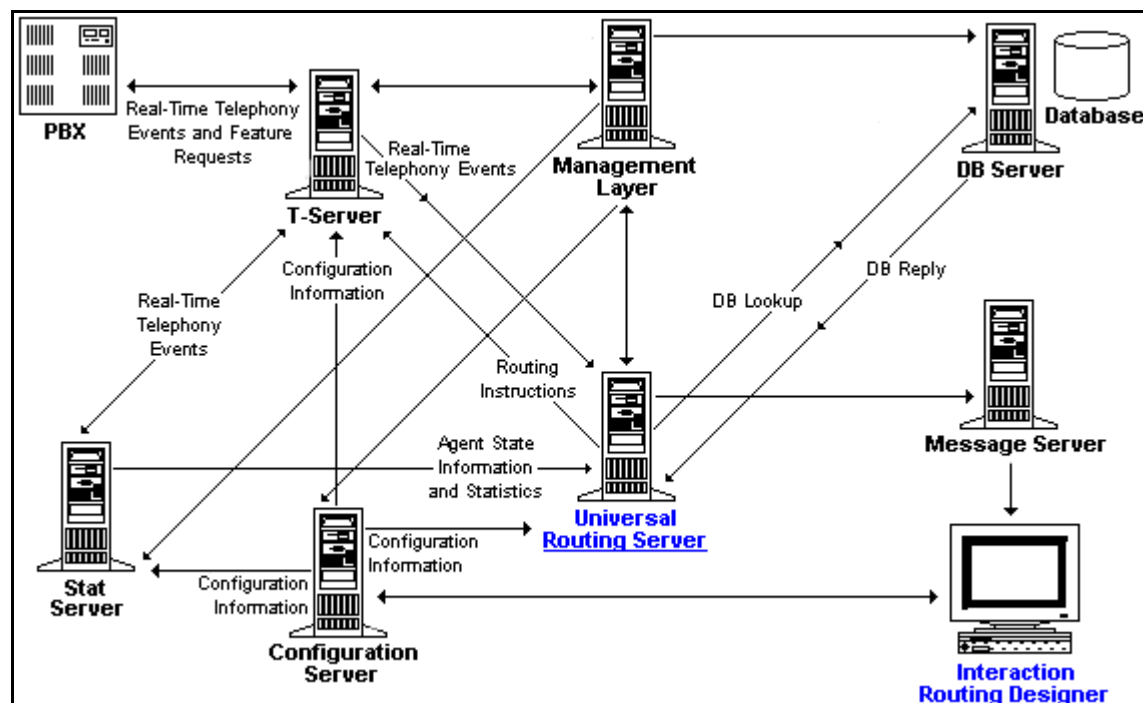 PBX
Real-Time Telephony
Events and Feature
Requests
T-Server
Real-Time
Telephony Events
Management
Layer
DB Server
Database
Configuration
Information
Real-Time
Telephony
Events
Routing
Instructions
DB Lookup
DB Reply
Message Server
Agent State
Information
and Statistics
Universal
Routing Server
Configuration
Information
Configuration
Information
Stat
Server
Configuration
Server
Interaction
Routing Designer